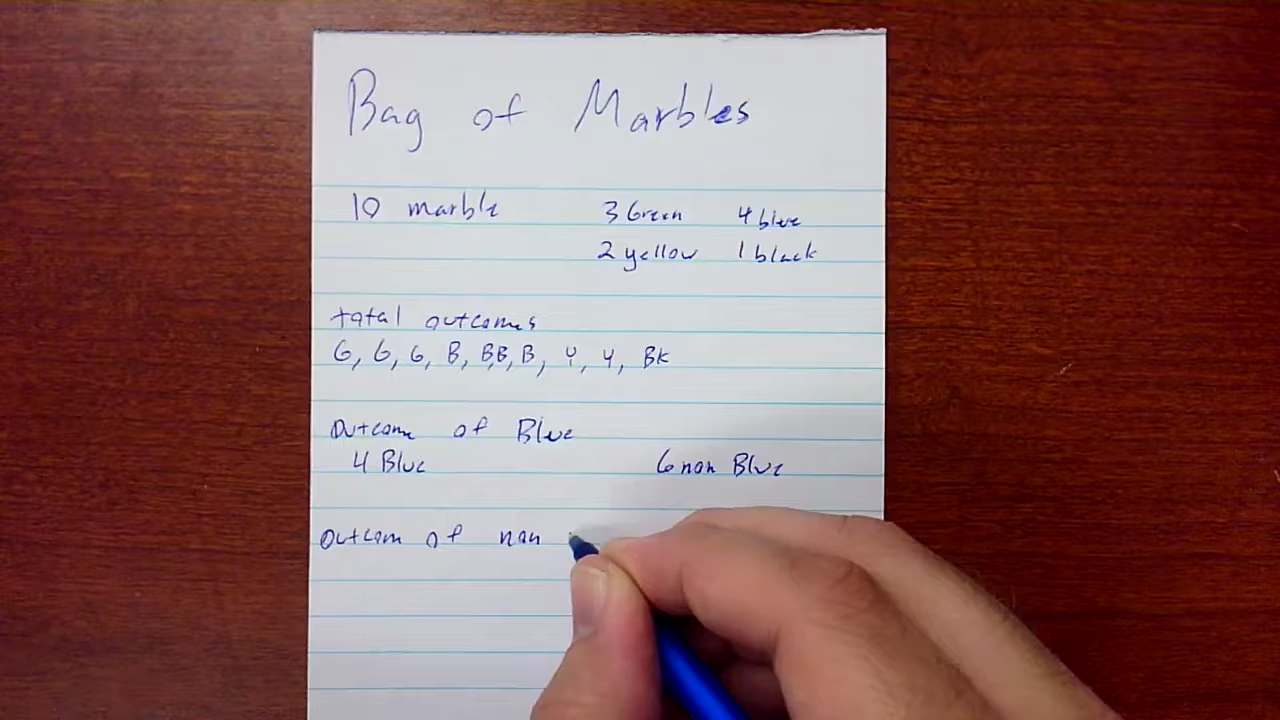 Bag of Marbles
10 marble 3 Green 4 blue
2 yellow 1 black
total outcomes
G, G, G, B, B,B, B, Y, Y, BK
Outcome of Blue
4 Blue 6 non Blue
outcom of non